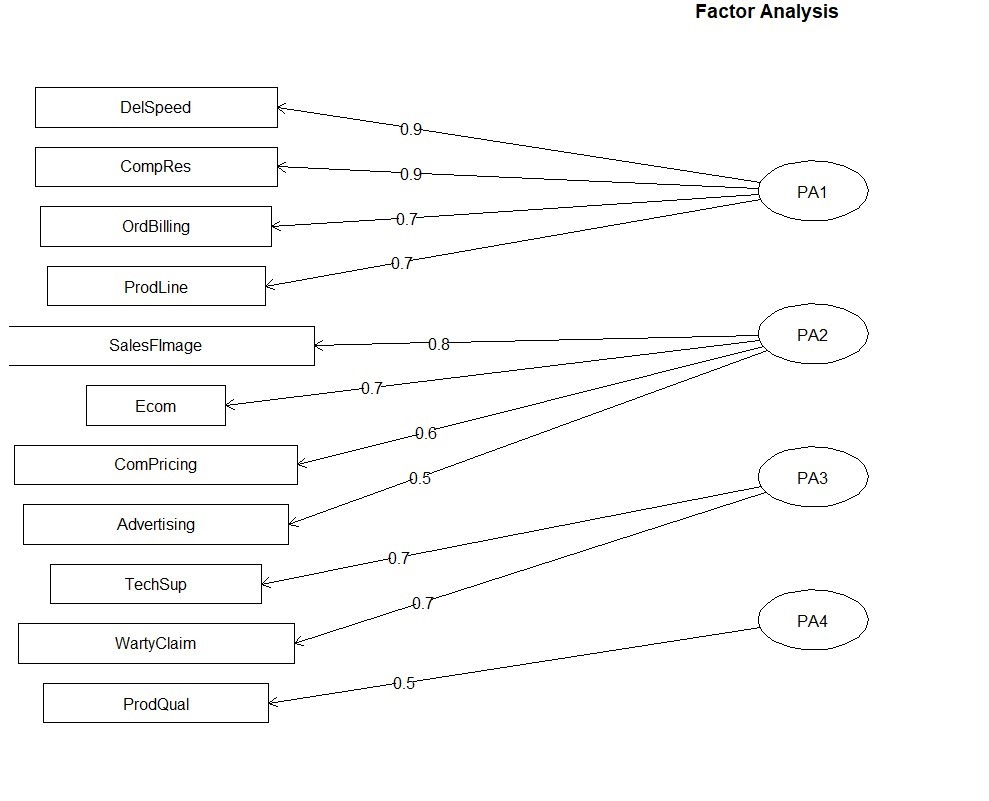 Factor Analysis
DelSpeed
0.9
CompRes
0.9
PA1
OrdBilling
0.7
0.7
ProdLine
SalesFImage
0.8
PA2
Ecom
0.7
0.6
ComPricing
0.5
PA3
Advertising
0.7
TechSup
0.7
PA4
WartyClaim
0.5
ProdQual